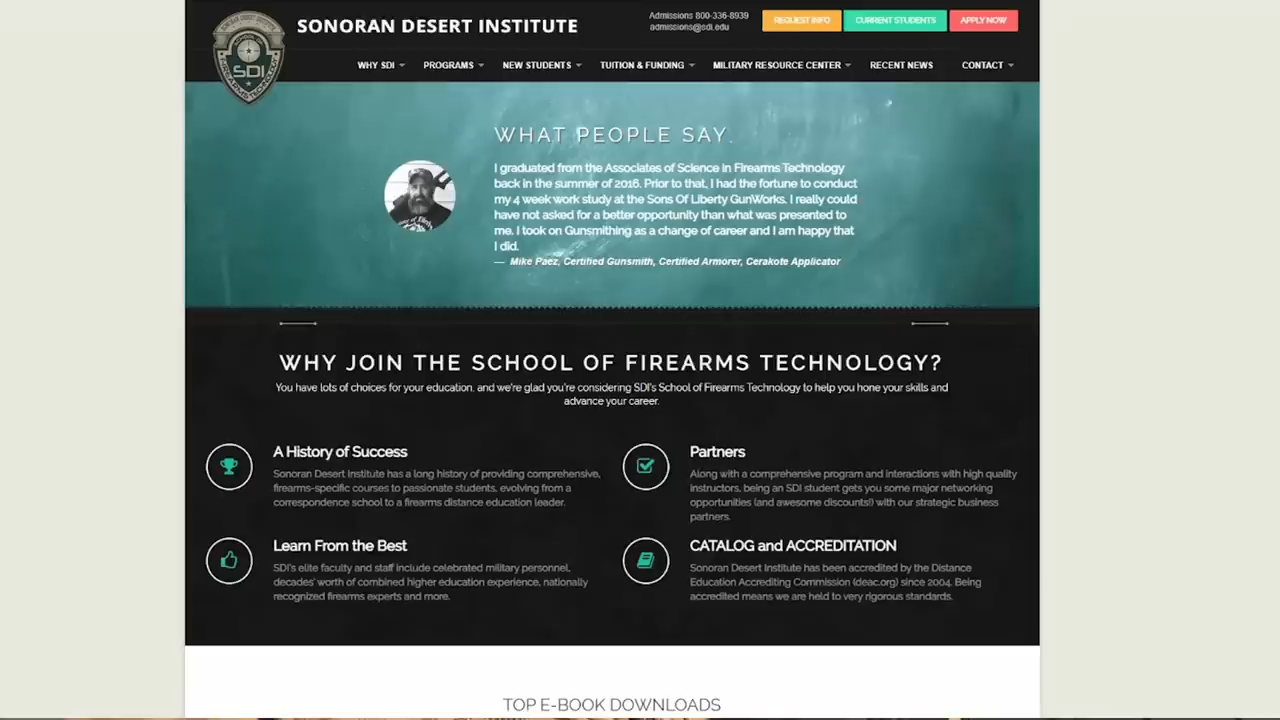 SONORAN DESERT INSTITUTE
Admissions 800-336-8939
admissions@sdi.edu
REQUEST INFO
CURRENT STUDENTS
APPLY NOW
SDI
WHY SDI
PROGRAMS
NEW STUDENTS
TUITION & FUNDING
MILITARY RESOURCE CENTER
RECENT NEWS
CONTACT
WHAT PEOPLE SAY.
I graduated from the Associates of Science in Firearms Technology
back in the summer of 2016. Prior to that, I had the fortune to conduct
my 4 week work study at the Sons Of Liberty GunWorks. I really could
have not asked for a better opportunity than what was presented to
me. I took on Gunsmithing as a change of career and I am happy that
I did.
— Mike Paez, Certified Gunsmith, Certified Armorer, Cerakote Applicator
WHY JOIN THE SCHOOL OF FIREARMS TECHNOLOGY?
You have lots of choices for your education, and we're glad you're considering SDI's School of Firearms Technology to help you hone your skills and
advance your career.
A History of Success
Sonoran Desert Institute has a long history of providing comprehensive,
firearms-specific courses to passionate students, evolving from a
correspondence school to a firearms distance education leader.
Partners
Along with a comprehensive program and interactions with high quality
instructors, being an SDI student gets you some major networking
opportunities (and awesome discounts!) with our strategic business
partners.
Learn From the Best
SDI's elite faculty and staff include celebrated military personnel,
decades' worth of combined higher education experience, nationally
recognized firearms experts and more.
CATALOG and ACCREDITATION
Sonoran Desert Institute has been accredited by the Distance
Education Accrediting Commission (deac.org) since 2004. Being
accredited means we are held to very rigorous standards.
TOP E-BOOK DOWNLOADS